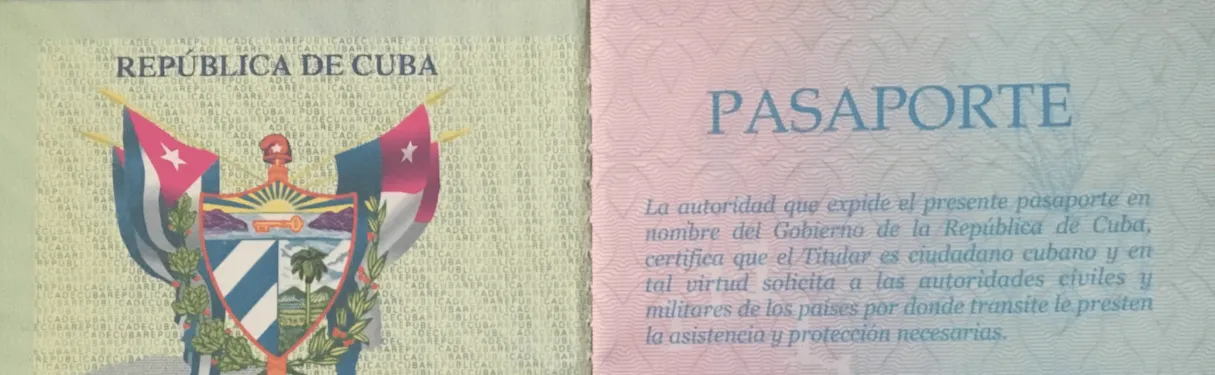 REPÚBLICA DE CUBA
PASAPORTE
La autoridad que expide el presente pasaporte en
nombre del Gobierno de la República de Cuba,
certifica que el Titular es ciudadano cubano y en
tal virtud solicita a las autoridades civiles y
militares de los países por donde transite le presten
la asistencia y protección necesarias.